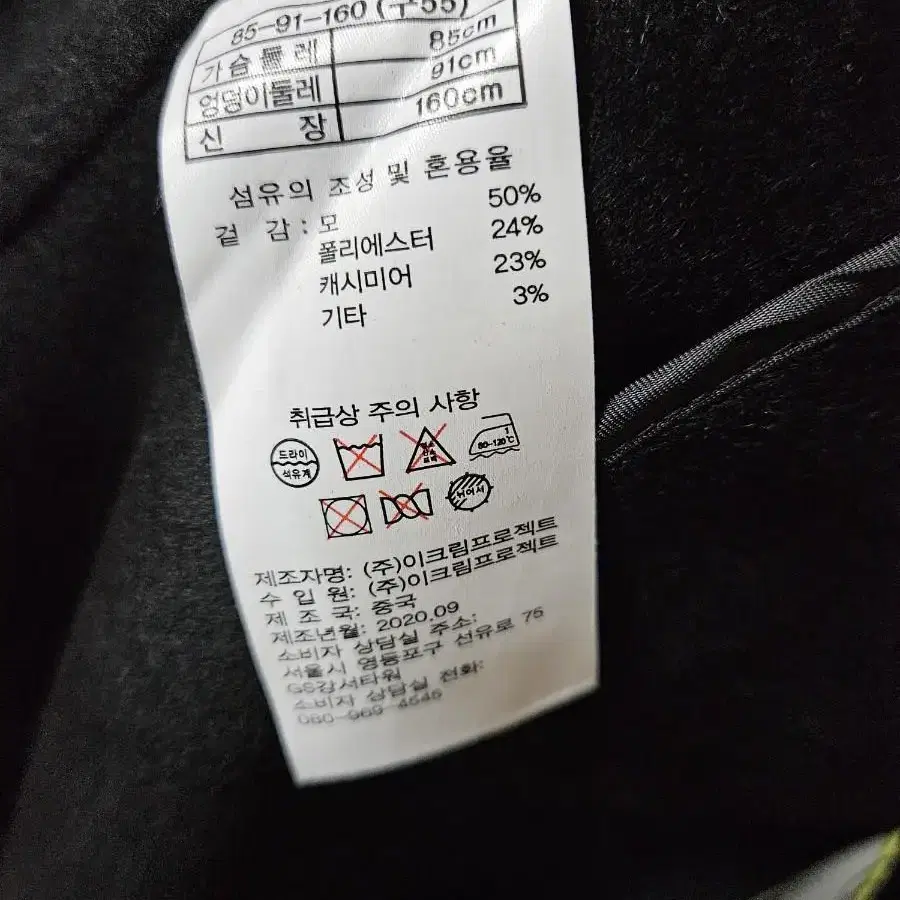 85-91-160 (구55)
가슴둘레 85cm
엉덩이둘레 91cm
신 장 160cm
섬유의 조성 및 혼용율
겉 감 : 모 50%
폴리에스터 24%
캐시미어 23%
기타 3%
취급상 주의 사항
드라이
석유계
1
80~120℃
뉘어서
제조자명: (주)이크림프로젝트
수 입 원: (주)이크림프로젝트
제 조 국: 중국
제조년월: 2020.09
소비자 상담실 주소:
서울시 영등포구 선유로 75
GS강서타워
소비자 상담실 전화:
080-969-4545